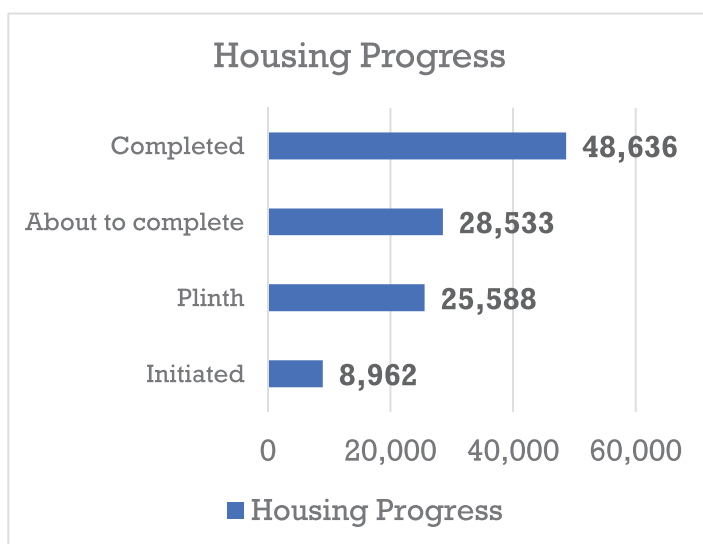 Housing Progress
Completed 48,636
About to complete 28,533
Plinth 25,588
Initiated 8,962
0 20,000 40,000 60,000
Housing Progress